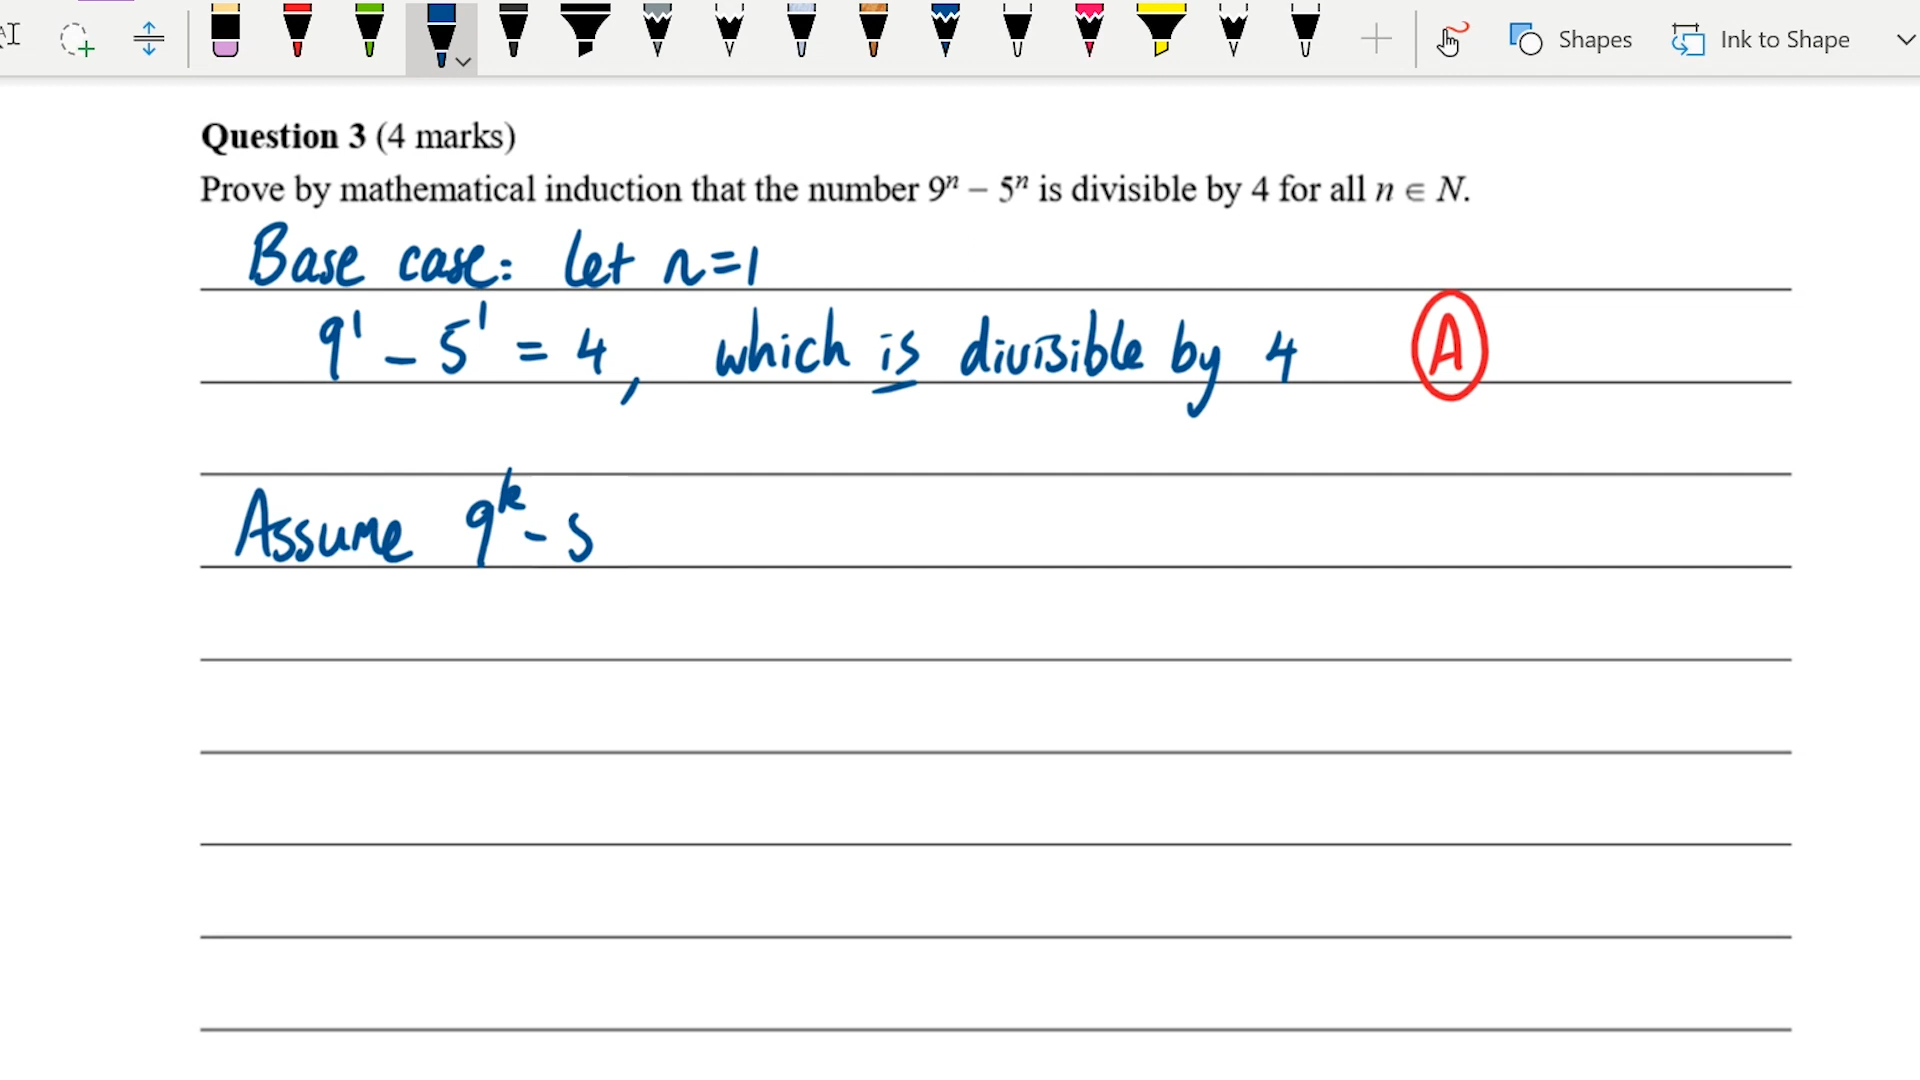 Shapes
Ink to Shape
Question 3 (4 marks)
Prove by mathematical induction that the number 9ⁿ – 5ⁿ is divisible by 4 for all n ∈ N.
Base case: let n=1
9¹ - 5¹ = 4, which is divisible by 4 A
Assume 9ᵏ - 5